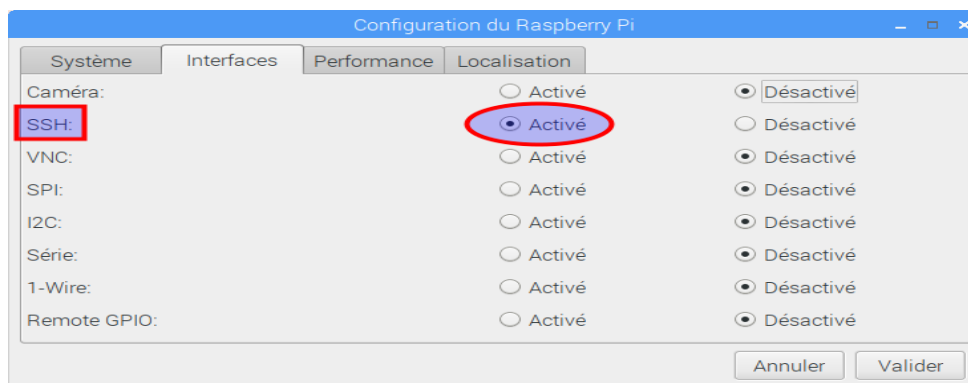 Configuration du Raspberry Pi
Système Interfaces Performance Localisation
Caméra: Activé Désactivé
SSH: Activé Désactivé
VNC: Activé Désactivé
SPI: Activé Désactivé
I2C: Activé Désactivé
Série: Activé Désactivé
1-Wire: Activé Désactivé
Remote GPIO: Activé Désactivé
Annuler Valider